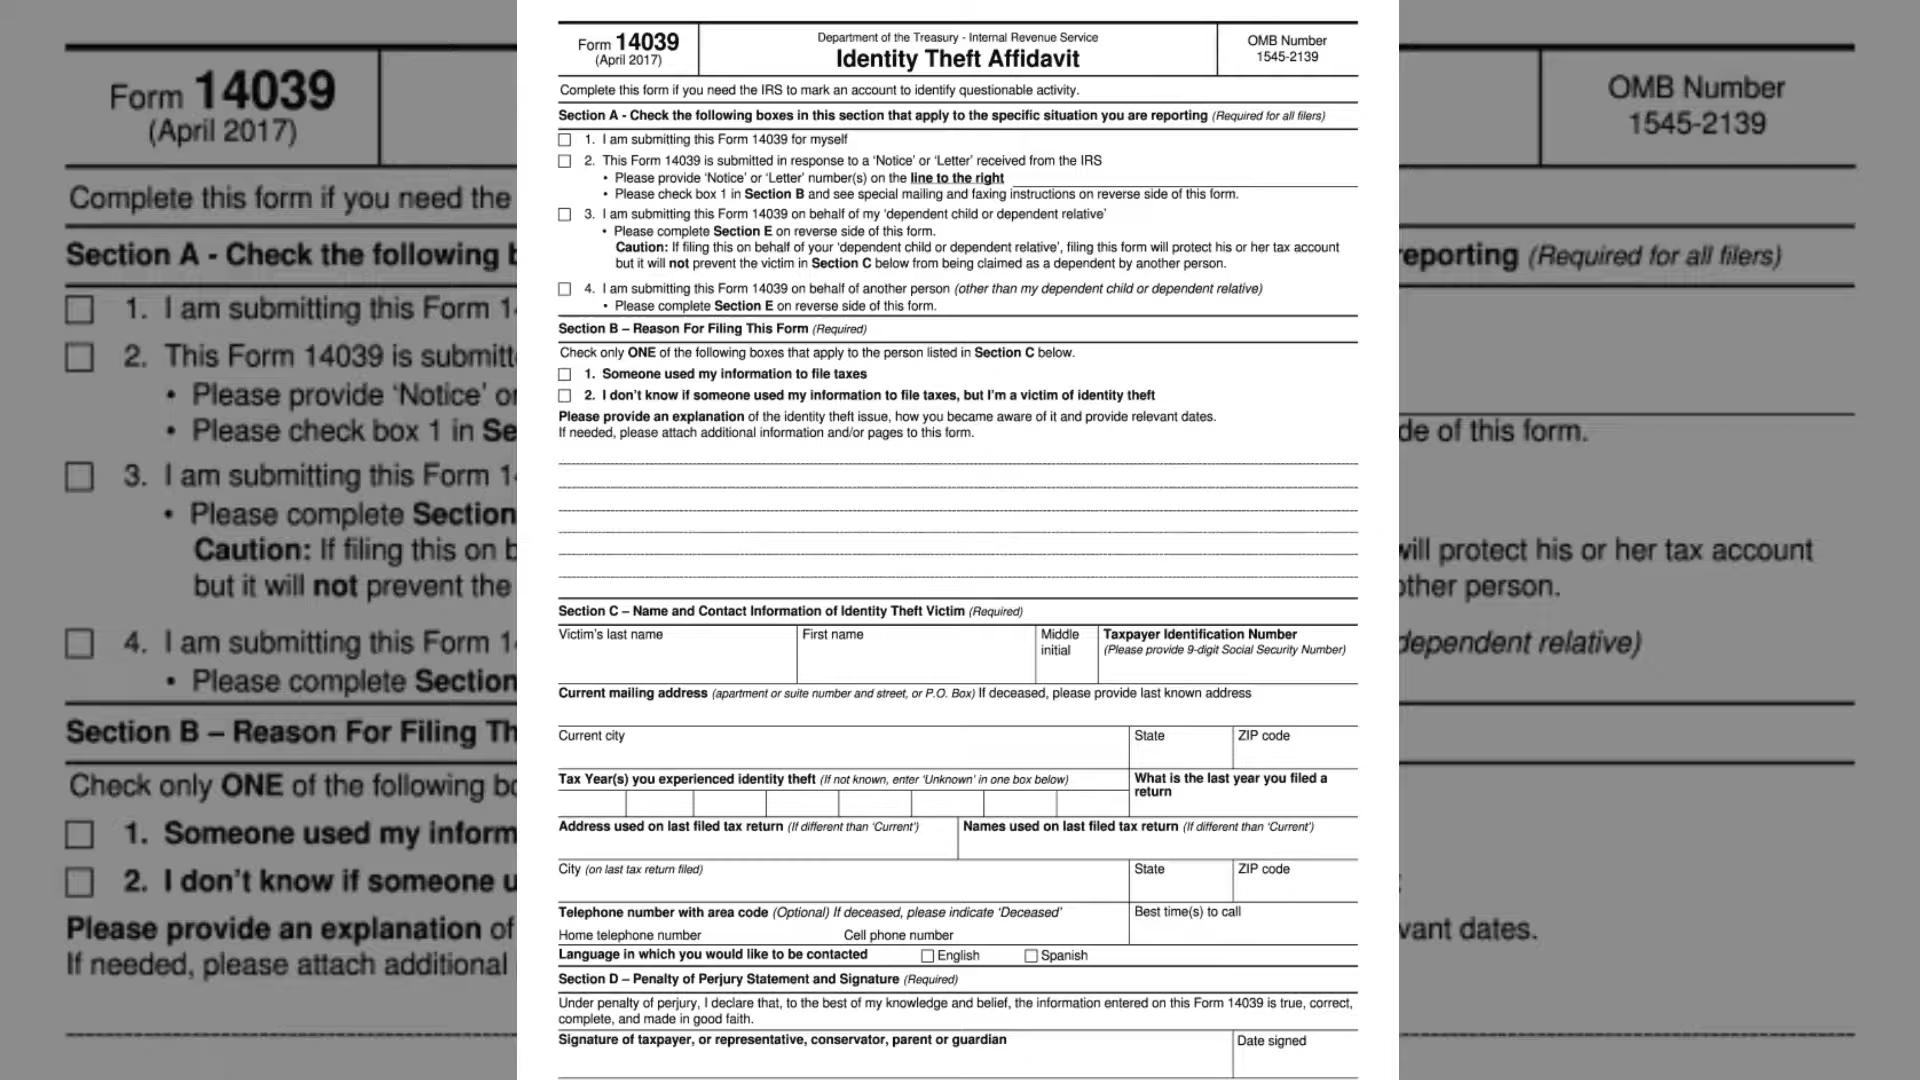 Form 14039
(April 2017)
Department of the Treasury - Internal Revenue Service
Identity Theft Affidavit
OMB Number
1545-2139
Complete this form if you need the IRS to mark an account to identify questionable activity.
Section A - Check the following boxes in this section that apply to the specific situation you are reporting (Required for all filers)
1. I am submitting this Form 14039 for myself
2. This Form 14039 is submitted in response to a ‘Notice’ or ‘Letter’ received from the IRS
• Please provide ‘Notice’ or ‘Letter’ number(s) on the line to the right
• Please check box 1 in Section B and see special mailing and faxing instructions on reverse side of this form.
3. I am submitting this Form 14039 on behalf of my ‘dependent child or dependent relative’
• Please complete Section E on reverse side of this form.
Caution: If filing this on behalf of your ‘dependent child or dependent relative’, filing this form will protect his or her tax account
but it will not prevent the victim in Section C below from being claimed as a dependent by another person.
4. I am submitting this Form 14039 on behalf of another person (other than my dependent child or dependent relative)
• Please complete Section E on reverse side of this form.
Section B – Reason For Filing This Form (Required)
Check only ONE of the following boxes that apply to the person listed in Section C below.
1. Someone used my information to file taxes
2. I don’t know if someone used my information to file taxes, but I’m a victim of identity theft
Please provide an explanation of the identity theft issue, how you became aware of it and provide relevant dates.
If needed, please attach additional information and/or pages to this form.
Section C – Name and Contact Information of Identity Theft Victim (Required)
Victim’s last name
First name
Middle
initial
Taxpayer Identification Number
(Please provide 9-digit Social Security Number)
Current mailing address (apartment or suite number and street, or P.O. Box) If deceased, please provide last known address
Current city
State
ZIP code
Tax Year(s) you experienced identity theft (If not known, enter ‘Unknown’ in one box below)
What is the last year you filed a
return
Address used on last filed tax return (If different than ‘Current’)
Names used on last filed tax return (If different than ‘Current’)
City (on last tax return filed)
State
ZIP code
Telephone number with area code (Optional) If deceased, please indicate ‘Deceased’
Best time(s) to call
Home telephone number
Cell phone number
Language in which you would like to be contacted
English
Spanish
Section D – Penalty of Perjury Statement and Signature (Required)
Under penalty of perjury, I declare that, to the best of my knowledge and belief, the information entered on this Form 14039 is true, correct,
complete, and made in good faith.
Signature of taxpayer, or representative, conservator, parent or guardian
Date signed
Form 14039
(April 2017)
Complete this form if you need the
Section A - Check the following
1. I am submitting this Form
2. This Form 14039 is
• Please provide ‘Notice’
• Please check box 1 in
3. I am submitting this Form
• Please complete Section
Caution: If filing this on
but it will not prevent the
4. I am submitting this Form
• Please complete Section
Section B – Reason For Filing
Check only ONE of the following
1. Someone used my
2. I don’t know if someone
Please provide an explanation of
If needed, please attach additional
OMB Number
1545-2139
reporting (Required for all filers)
of this form.
will protect his or her tax account
other person.
dependent relative)
dates.